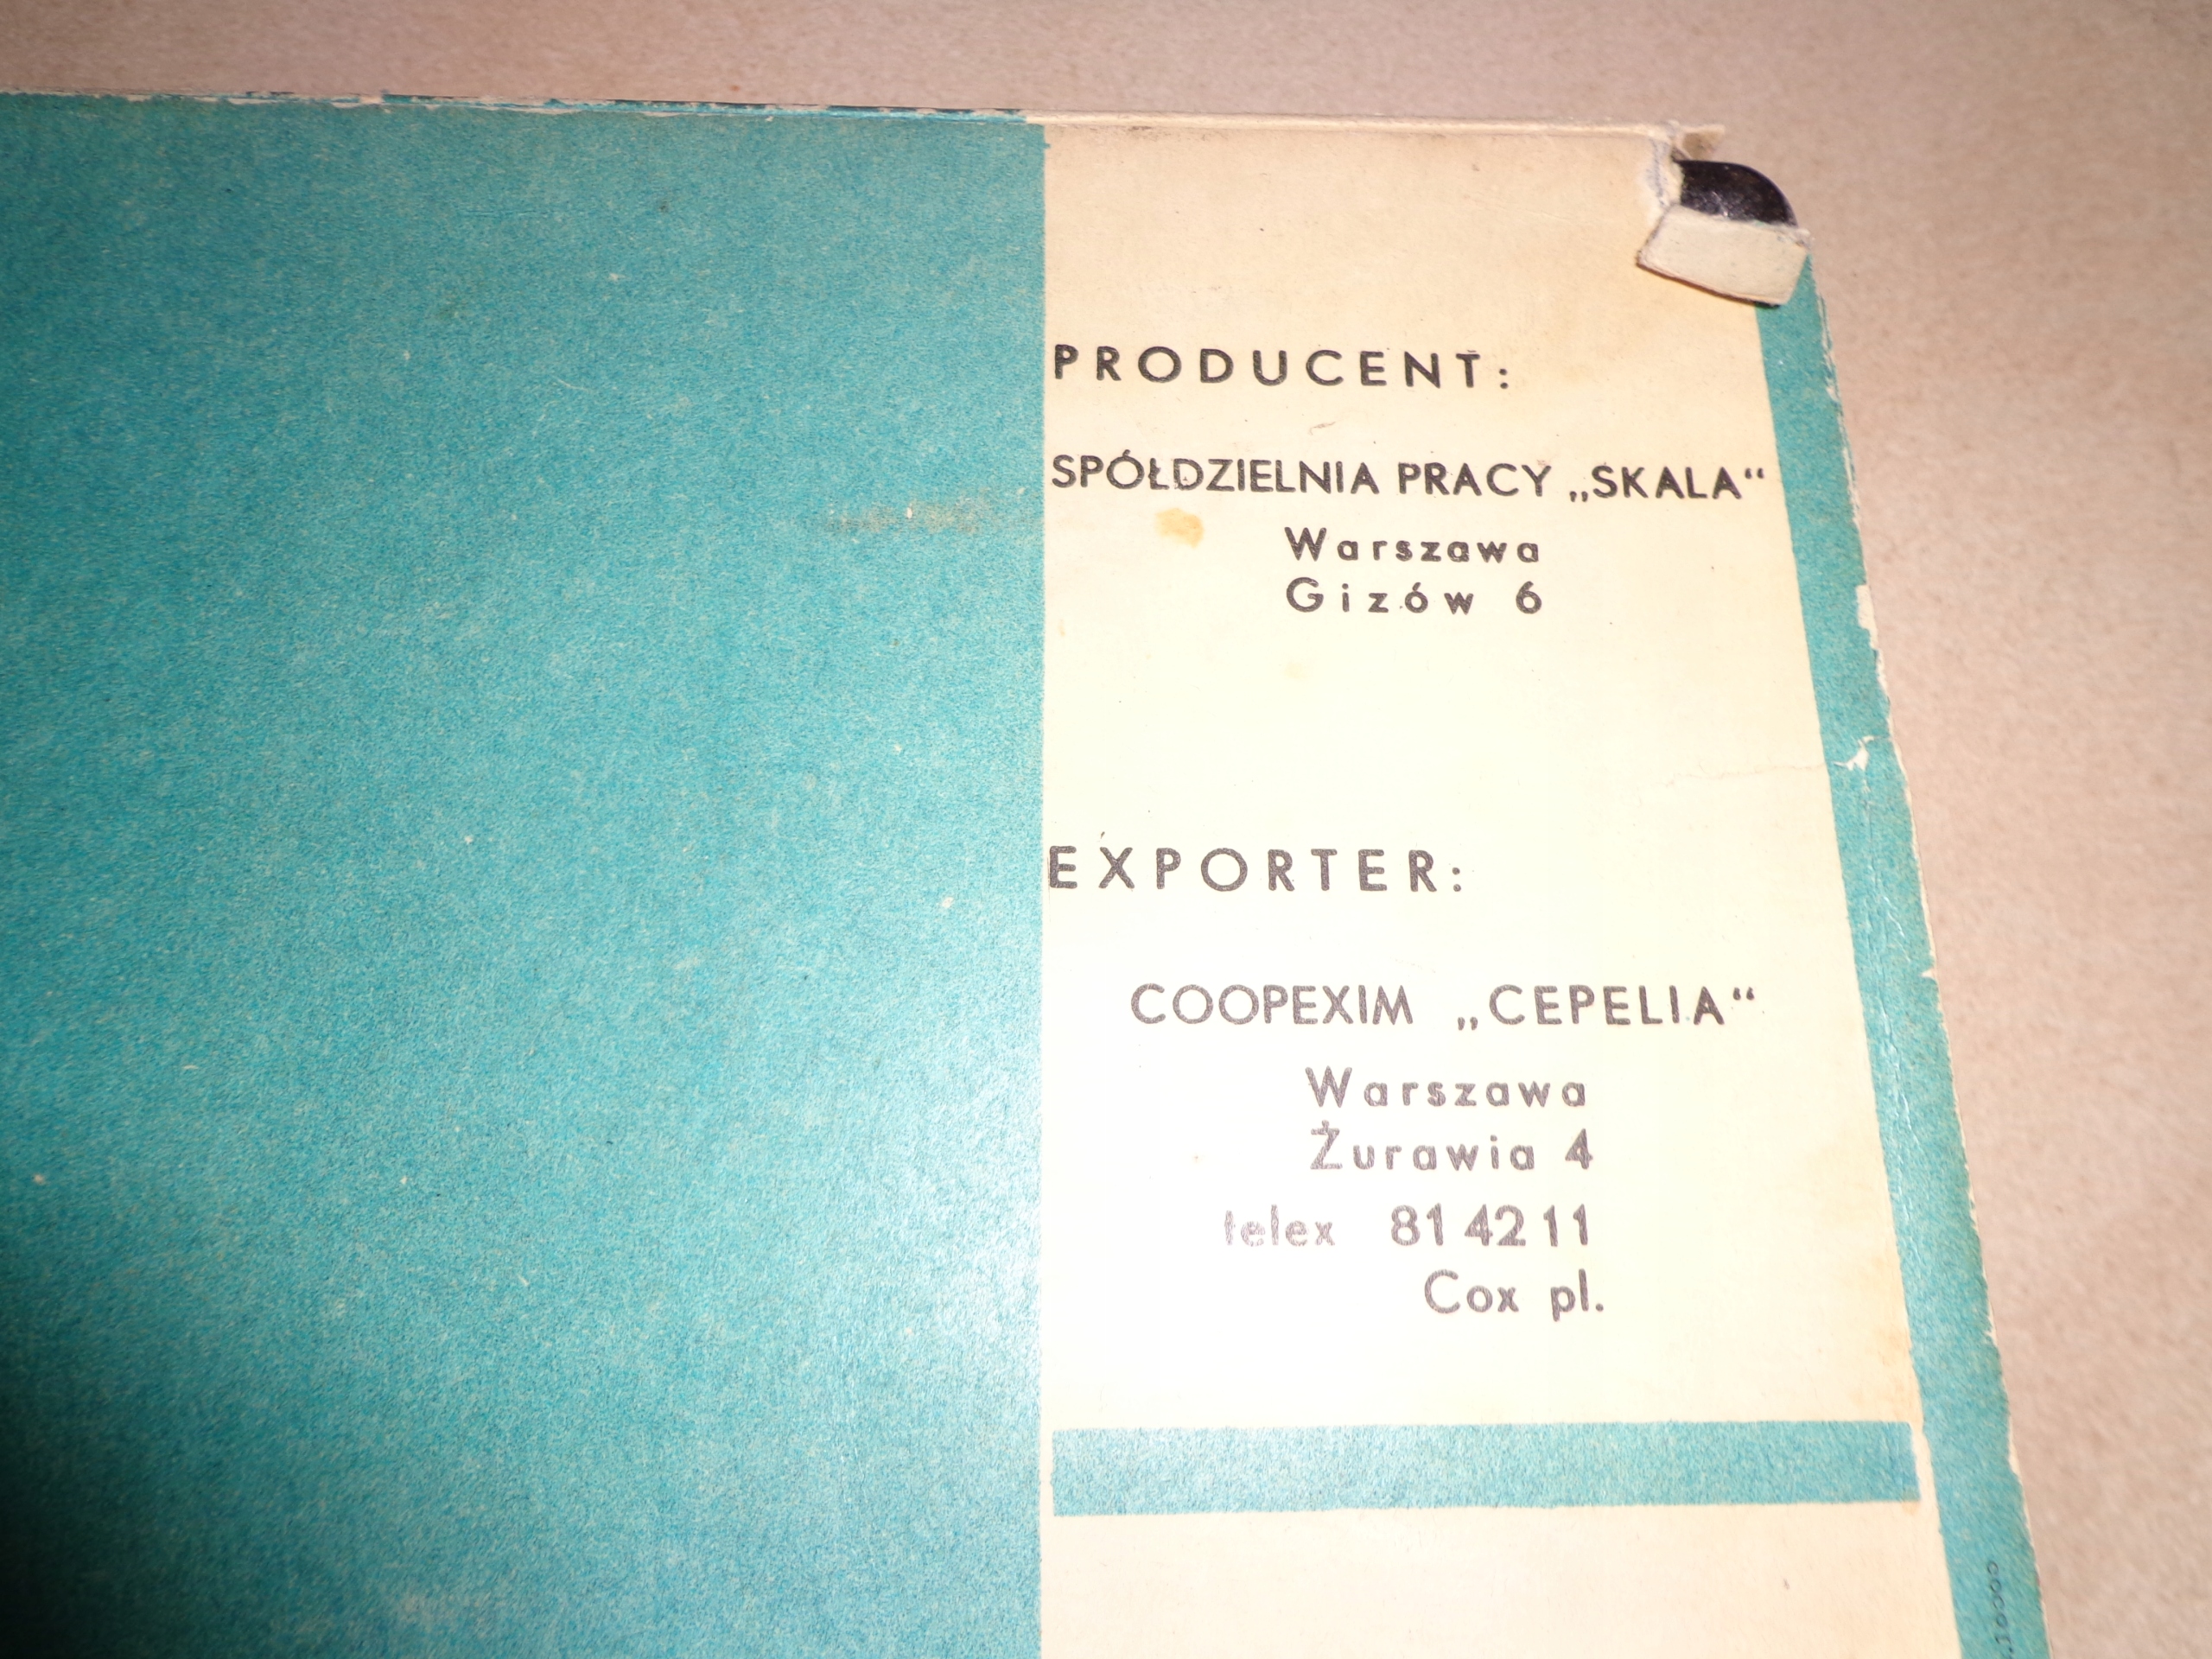 PRODUCENT:
SPÓŁDZIELNIA PRACY „SKALA“
Warszawa
Gizów 6
EXPORTER:
COOPEXIM „CEPELIA“
Warszawa
Żurawia 4
telex 81 42 11
Cox pl.